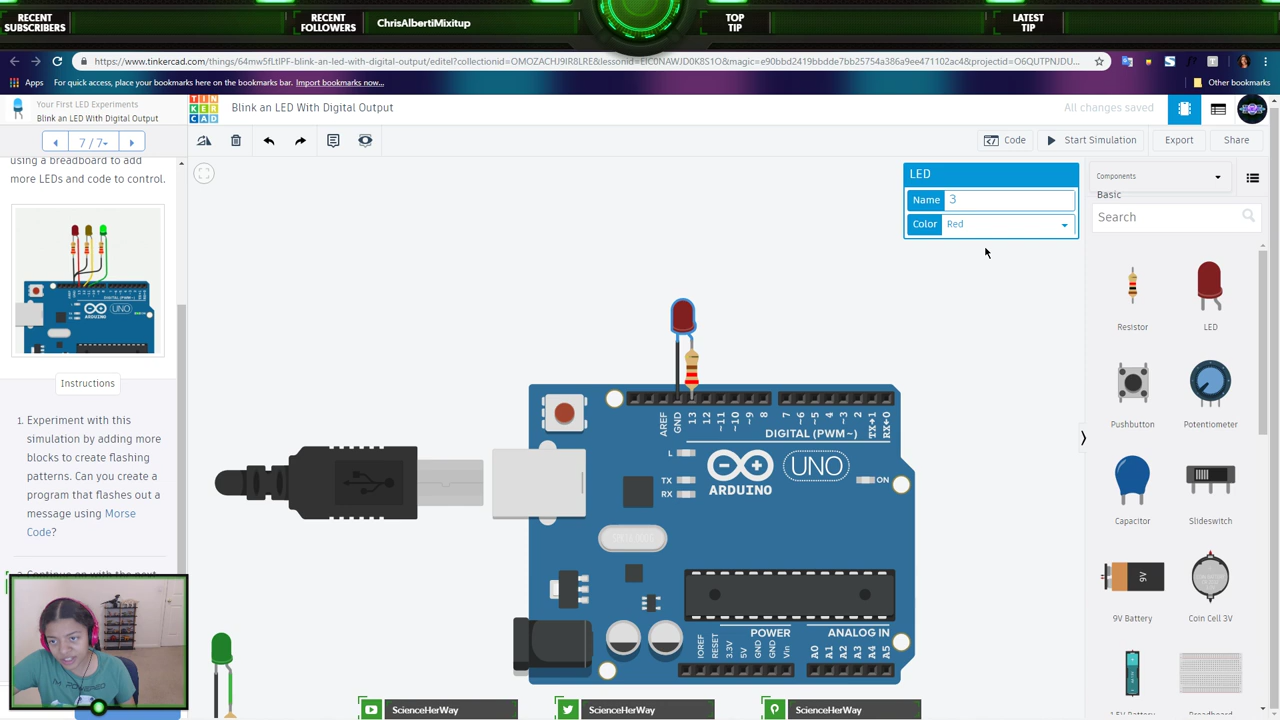 RECENT
SUBSCRIBERS
RECENT
FOLLOWERS
ChrisAlbertiMixitup
TOP
TIP
LATEST
TIP
Apps
For quick access, place your bookmarks here on the bookmarks bar. Import bookmarks now...
Other bookmarks
Your First LED Experiments
Blink an LED With Digital Output
TIN
KER
CAD
Blink an LED With Digital Output
All changes saved
7 / 7
Code
Start Simulation
Export
Share
using a breadboard to add
more LEDs and code to control.
LED
Name 3
Color Red
Components
Basic
Search
Resistor
LED
Pushbutton
Potentiometer
Capacitor
Slideswitch
9V
9V Battery
Coin Cell 3V
Instructions
1. Experiment with this
simulation by adding more
blocks to create flashing
patterns. Can you create a
program that flashes out a
message using Morse
Code?
AREF
GND
13
12
~11
~10
~9
8
7
~6
~5
~4
~3
2
TX→1
RX←0
DIGITAL (PWM~)
L
TX
RX
ARDUINO
UNO
ON
IOREF
RESET
3.3V
5V
GND
GND
Vin
POWER
ANALOG IN
A0
A1
A2
A3
A4
A5
ScienceHerWay
ScienceHerWay
ScienceHerWay